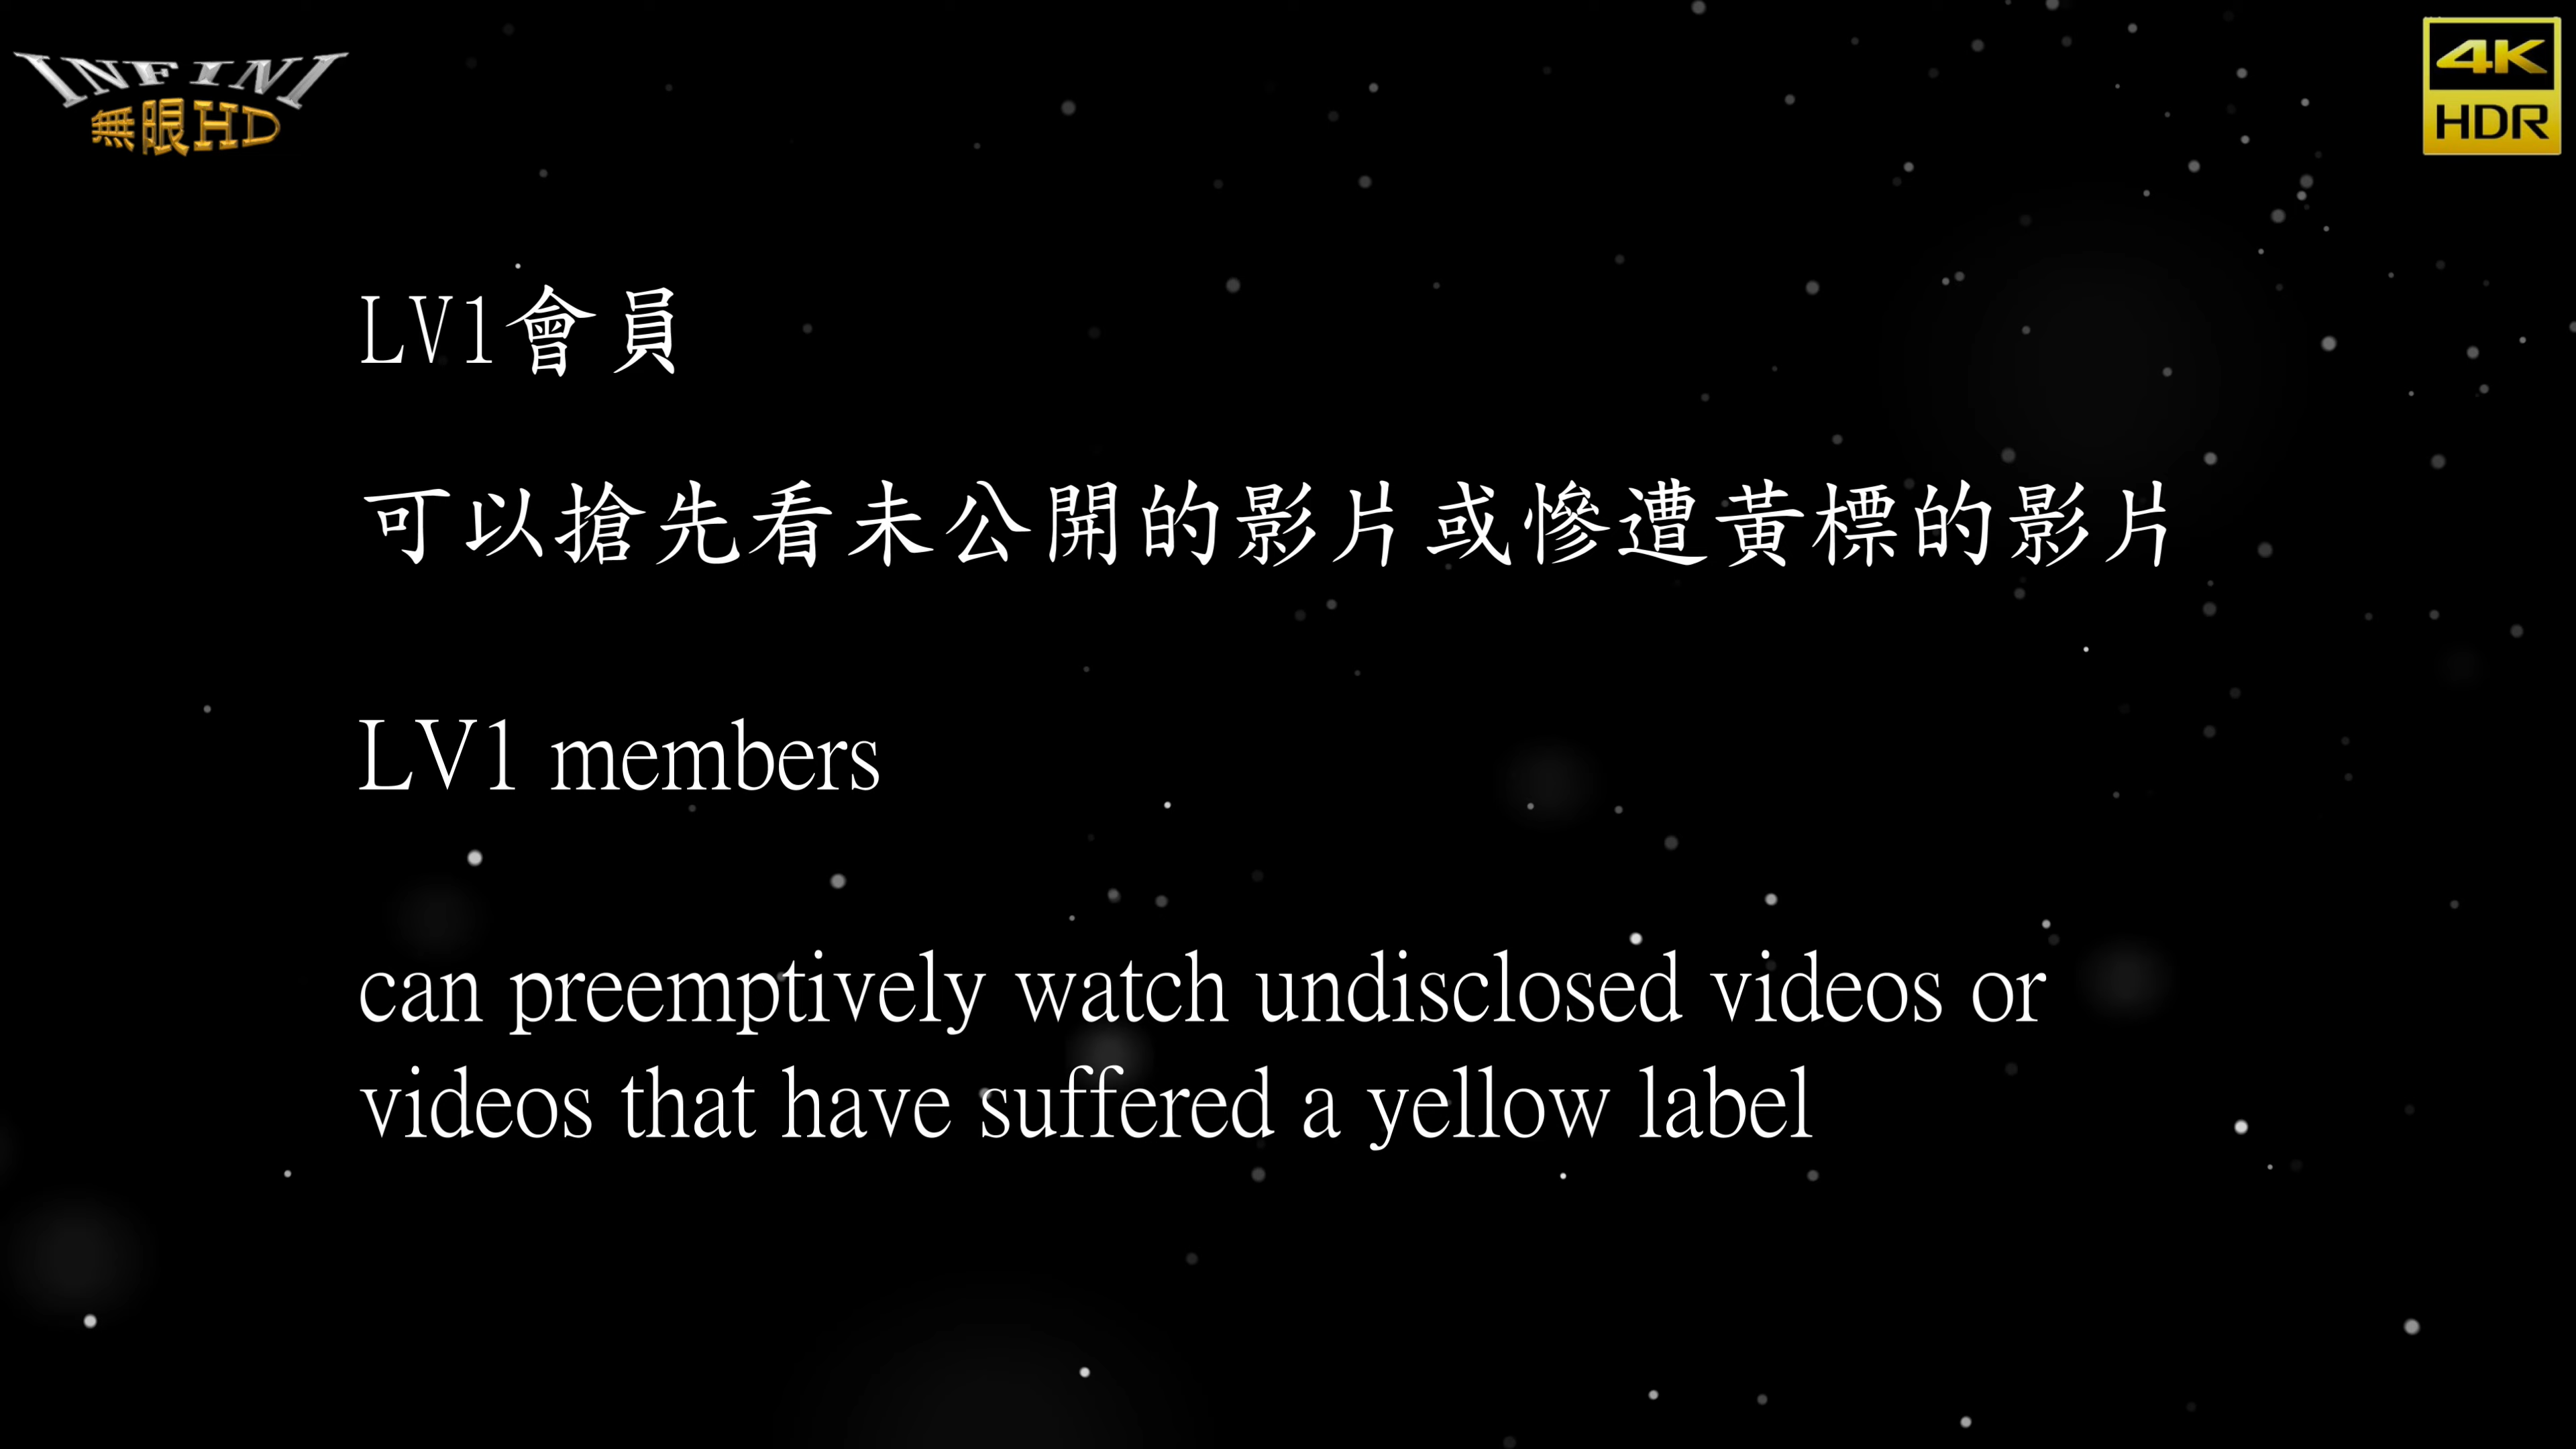 INFINI
無限HD
4K
HDR
LV1會員
可以搶先看未公開的影片或慘遭黃標的影片
LV1 members
can preemptively watch undisclosed videos or
videos that have suffered a yellow label